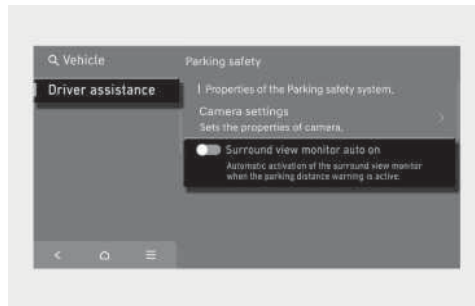 Vehicle
Parking safety
Driver assistance
Properties of the Parking safety system.
Camera settings
Sets the properties of camera.
Surround view monitor auto on
Automatic activation of the surround view monitor
when the parking distance warning is active.